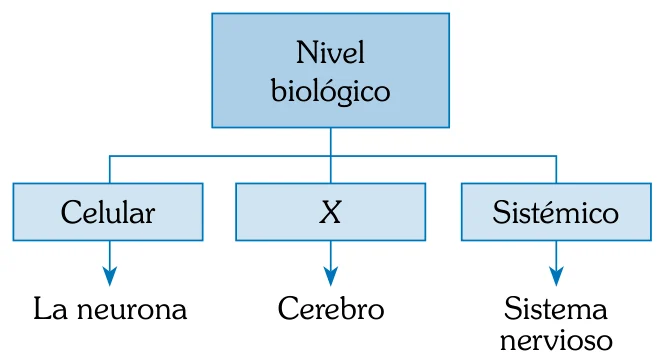 Nivel
biológico
Celular
X
Sistémico
La neurona
Cerebro
Sistema
nervioso